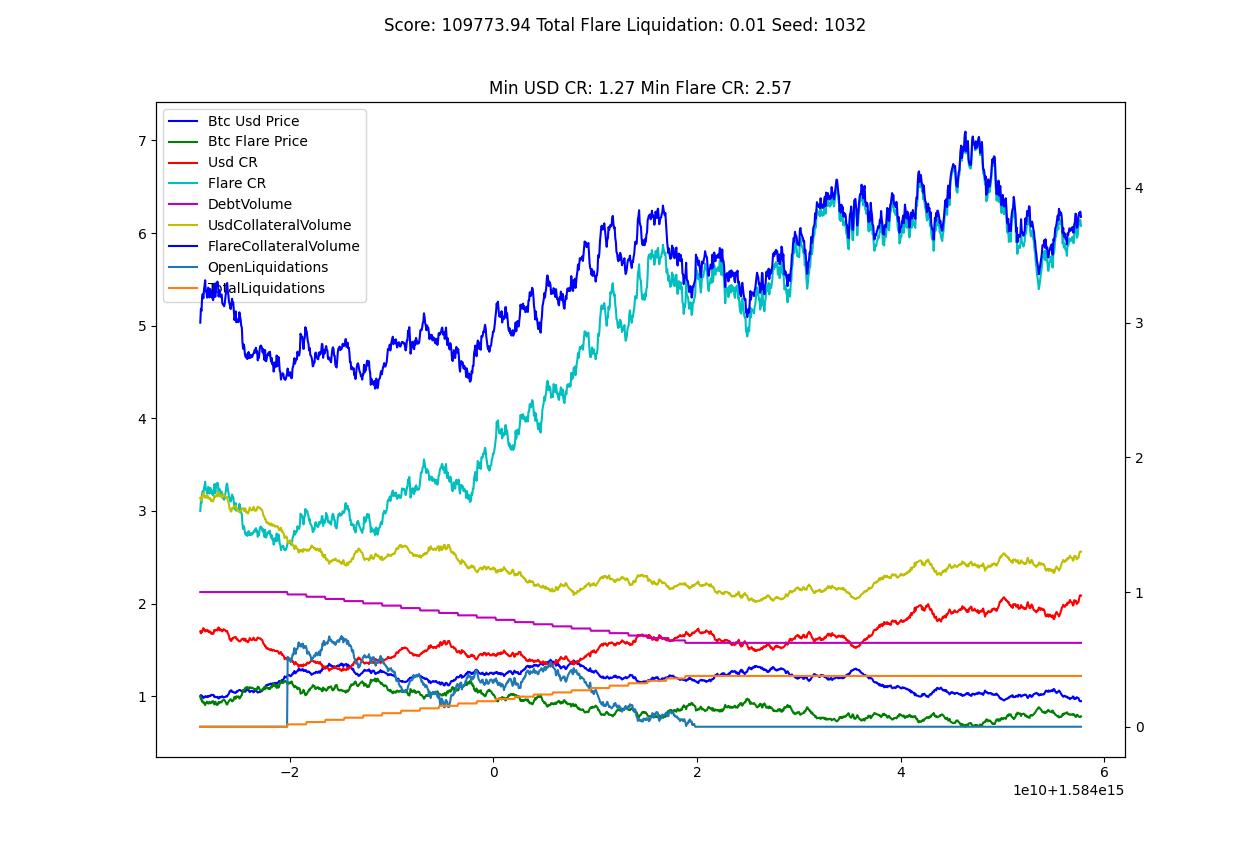 Score: 109773.94 Total Flare Liquidation: 0.01 Seed: 1032
Min USD CR: 1.27 Min Flare CR: 2.57
Btc Usd Price
Btc Flare Price
Usd CR
Flare CR
DebtVolume
UsdCollateralVolume
FlareCollateralVolume
OpenLiquidations
TotalLiquidations
7
6
5
4
3
2
1
4
3
2
1
0
−2
0
2
4
6
1e10+1.584e15